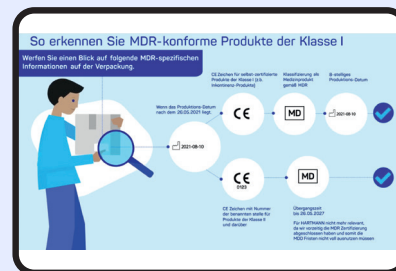 So erkennen Sie MDR-konforme Produkte der Klasse I
Werfen Sie einen Blick auf folgende MDR-spezifischen
Informationen auf der Verpackung.
CE Zeichen für selber zertifizierte
Produkte der Klasse I (z.b.
Inkontinenz-Produkte)
Klassifizierung als
Medizinprodukt
gemäß MDR
8-stelliges
Produktions-Datum
Wenn das Produktions-Datum
nach dem 26.05.2021 liegt
2021-08-10
CE
MD
2021-08-10
CE
0123
MD
CE Zeichen mit Nummer
der benannten stelle für
Produkte der Klasse II
und darüber
Übergangszeit
bis 26.05.2027
Für HARTMANN nicht mehr relevant,
da wir vorzeitig die MDR Zertifizierung
abgeschlossen haben und somit die
MDD Fristen nicht voll ausnutzen müssen